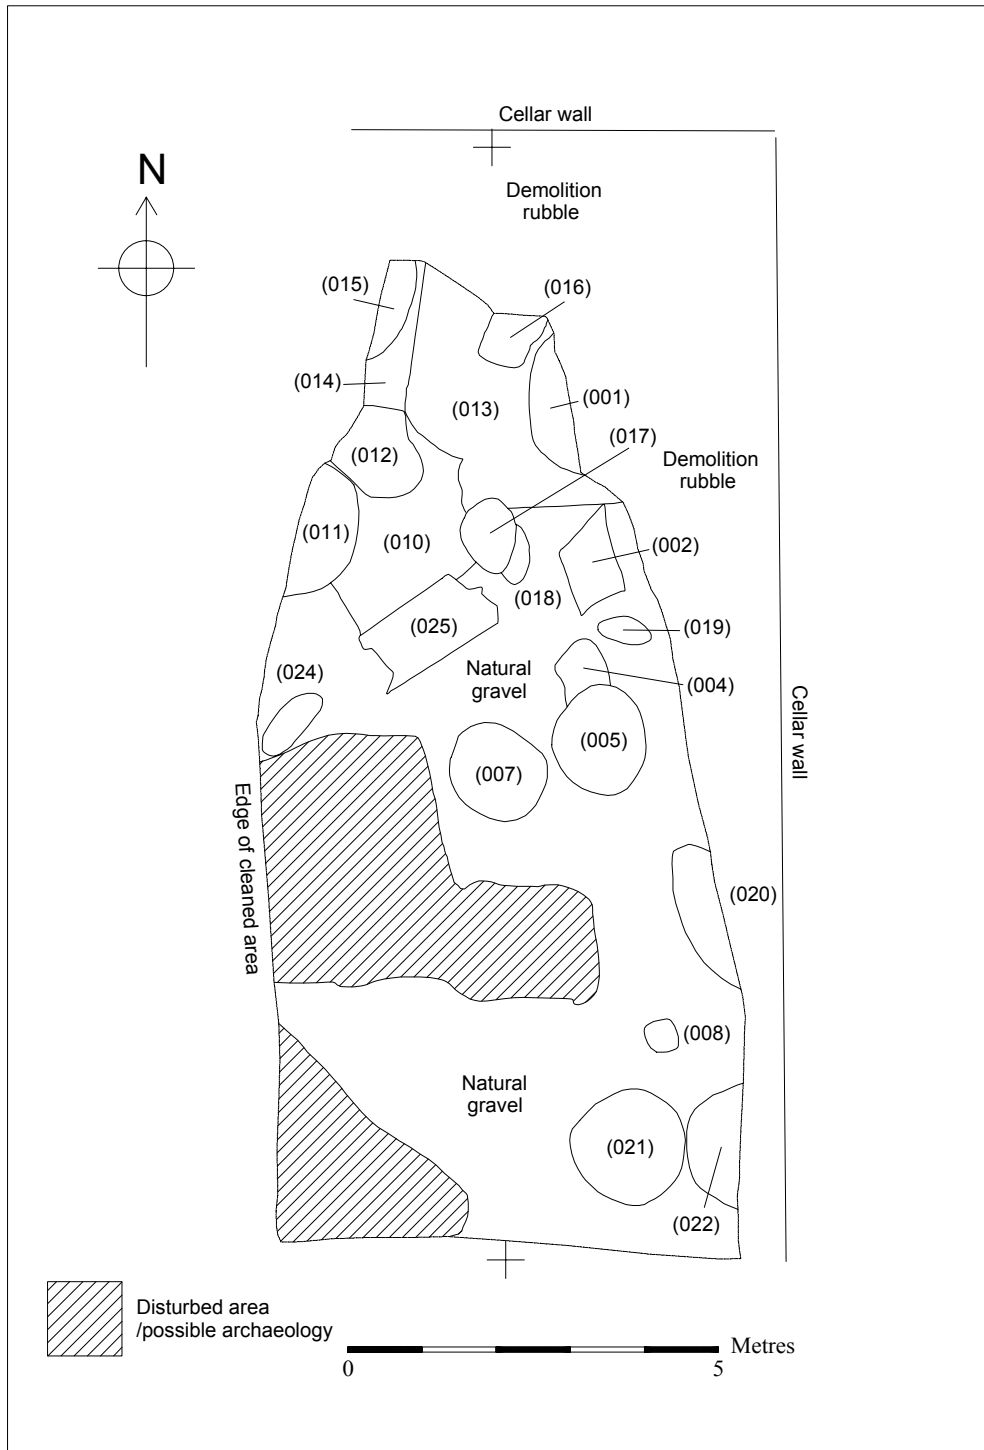 Cellar wall
N
Demolition
rubble
(015)
(016)
(014)
(013)
(001)
(017)
(012)
Demolition
rubble
(011)
(010)
(002)
(018)
(025)
(019)
Natural
gravel
(024)
(004)
(005)
(007)
Cellar wall
Edge of cleaned area
(020)
(008)
Natural
gravel
(021)
(022)
Disturbed area
/possible archaeology
Metres
0
5